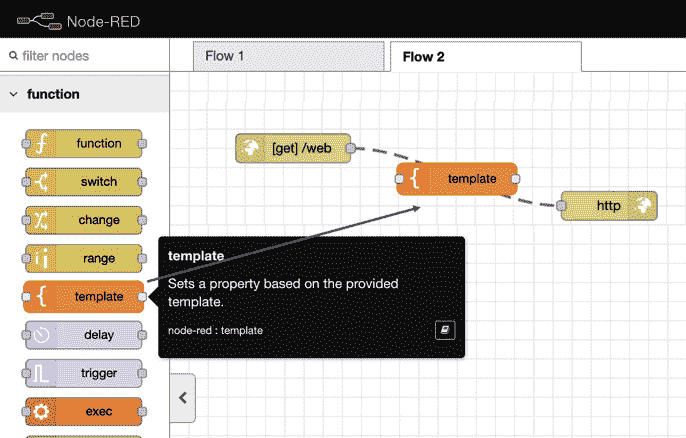 Node-RED
filter nodes
Flow 1
Flow 2
function
function
switch
change
range
template
delay
trigger
exec
[get] /web
template
http
template
Sets a property based on the provided
template.
node-red : template